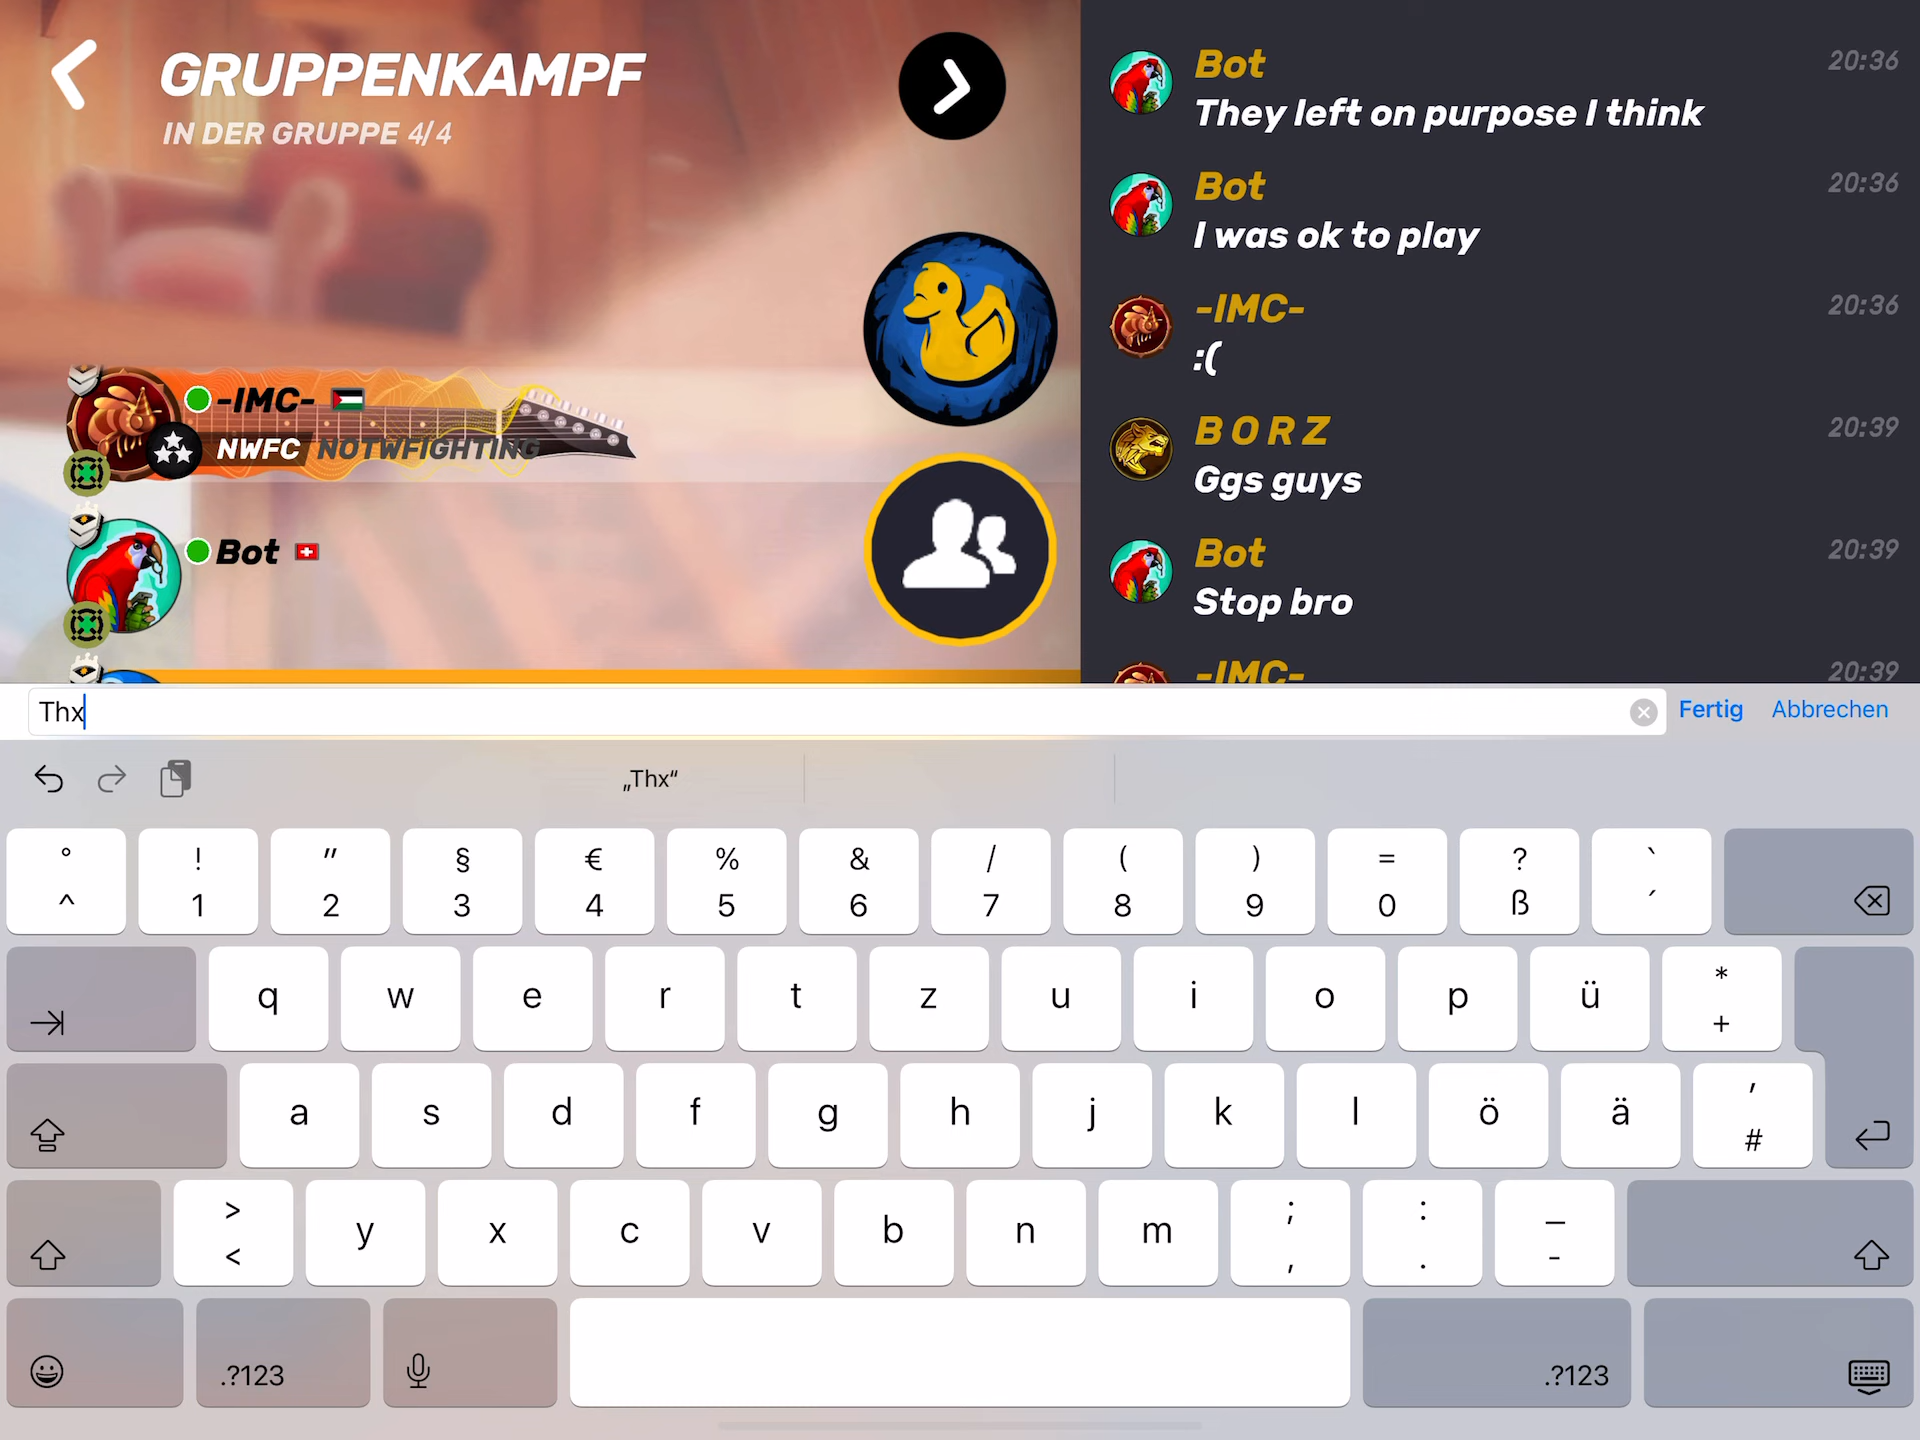 GRUPPENKAMPF
IN DER GRUPPE 4/4
-IMC-
NWFC NOTWFIGHTING
Bot
Bot 20:36
They left on purpose I think
Bot 20:36
I was ok to play
-IMC- 20:36
:(
B O R Z 20:39
Ggs guys
Bot 20:39
Stop bro
-IMC- 20:39
Thx
Fertig Abbrechen
„Thx“
° ! " § € % & / ( ) = ? `
^ 1 2 3 4 5 6 7 8 9 0 ß ´
q w e r t z u i o p ü * +
a s d f g h j k l ö ä ' #
> < y x c v b n m ; , : . _ -
.?123 .?123